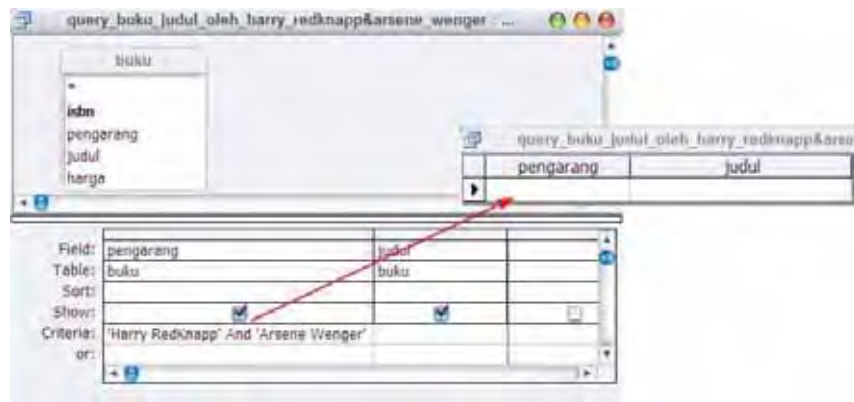 query_buku_judul_oleh_harry_redknapp&arsene_wenger ...
buku
*
isbn
pengarang
judul
harga
query_buku_judul_oleh_harry_redknapp&arse
pengarang judul
Field: pengarang judul
Table: buku buku
Sort:
Show:
Criteria: 'Harry RedKnapp' And 'Arsene Wenger'
or: